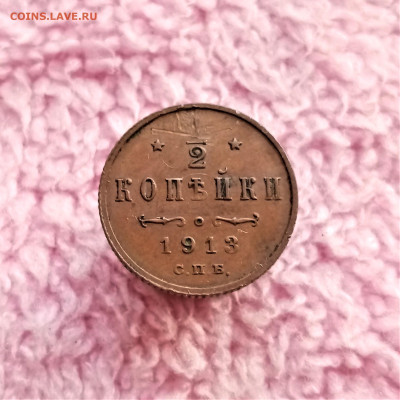 COINS.LAVE.RU
1/2
КОПѢЙКИ
1913
С.П.Б.